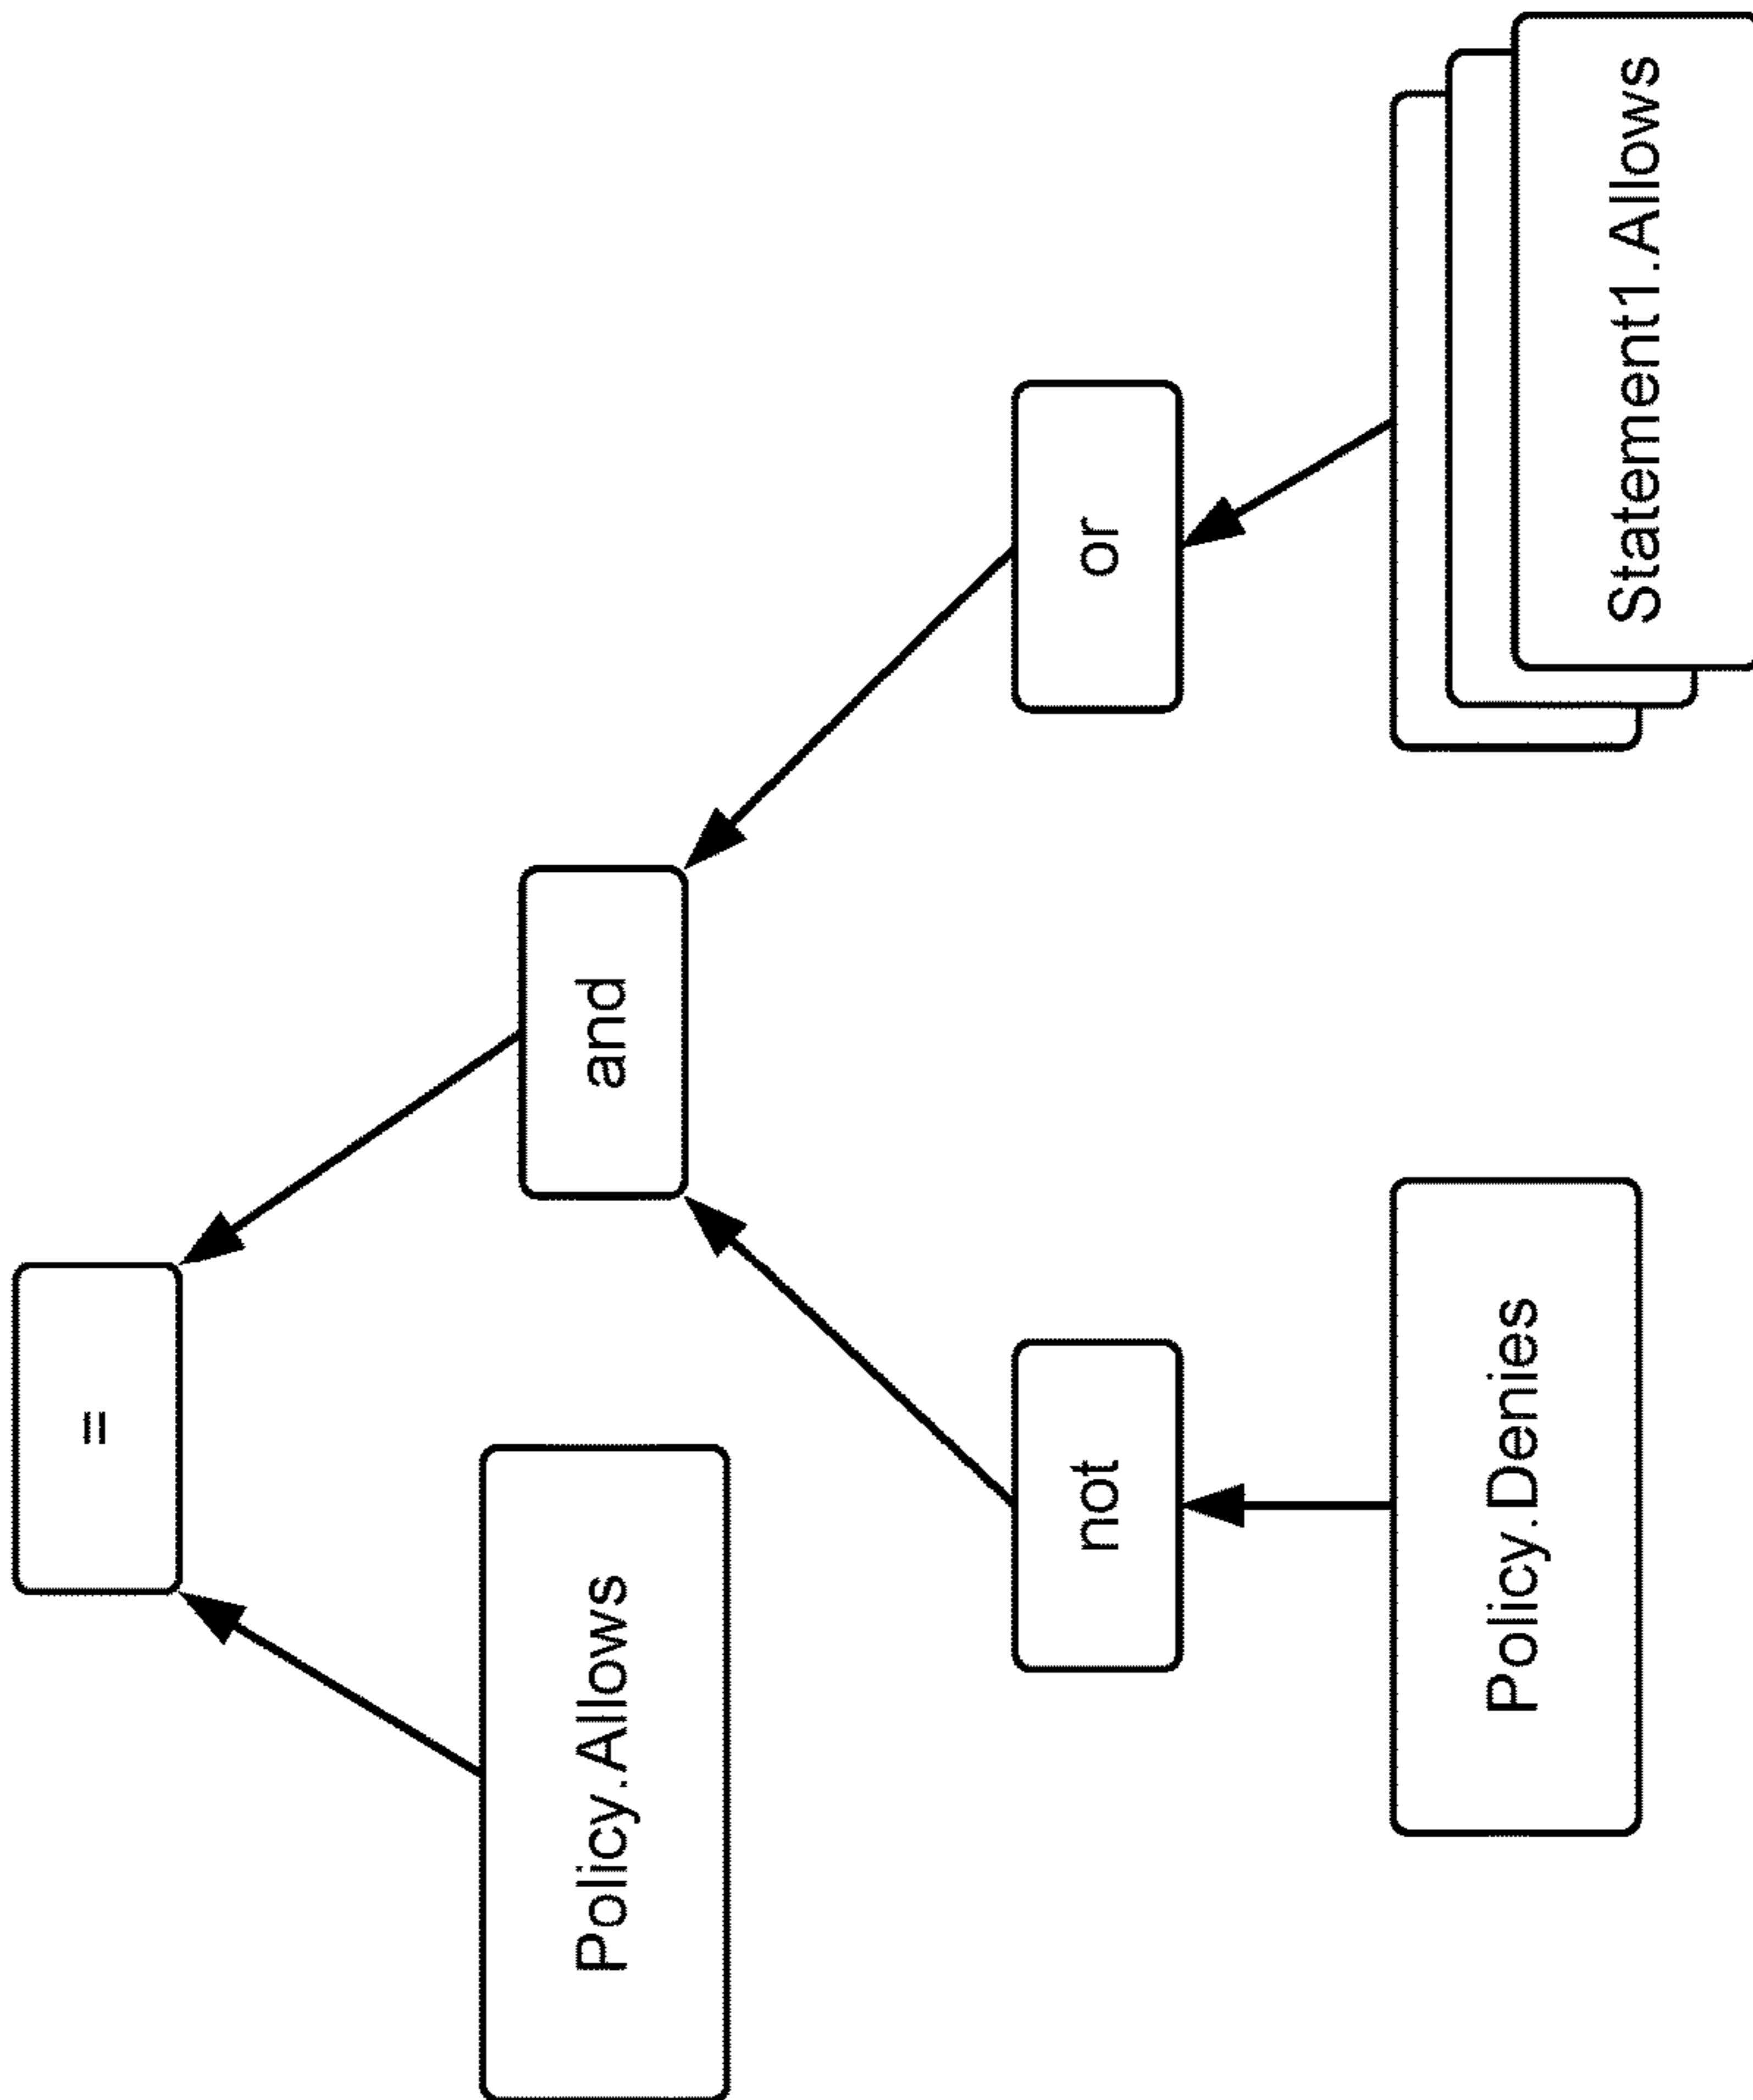 =
Policy.Allows
and
not
or
Policy.Denies
Statement1.Allows